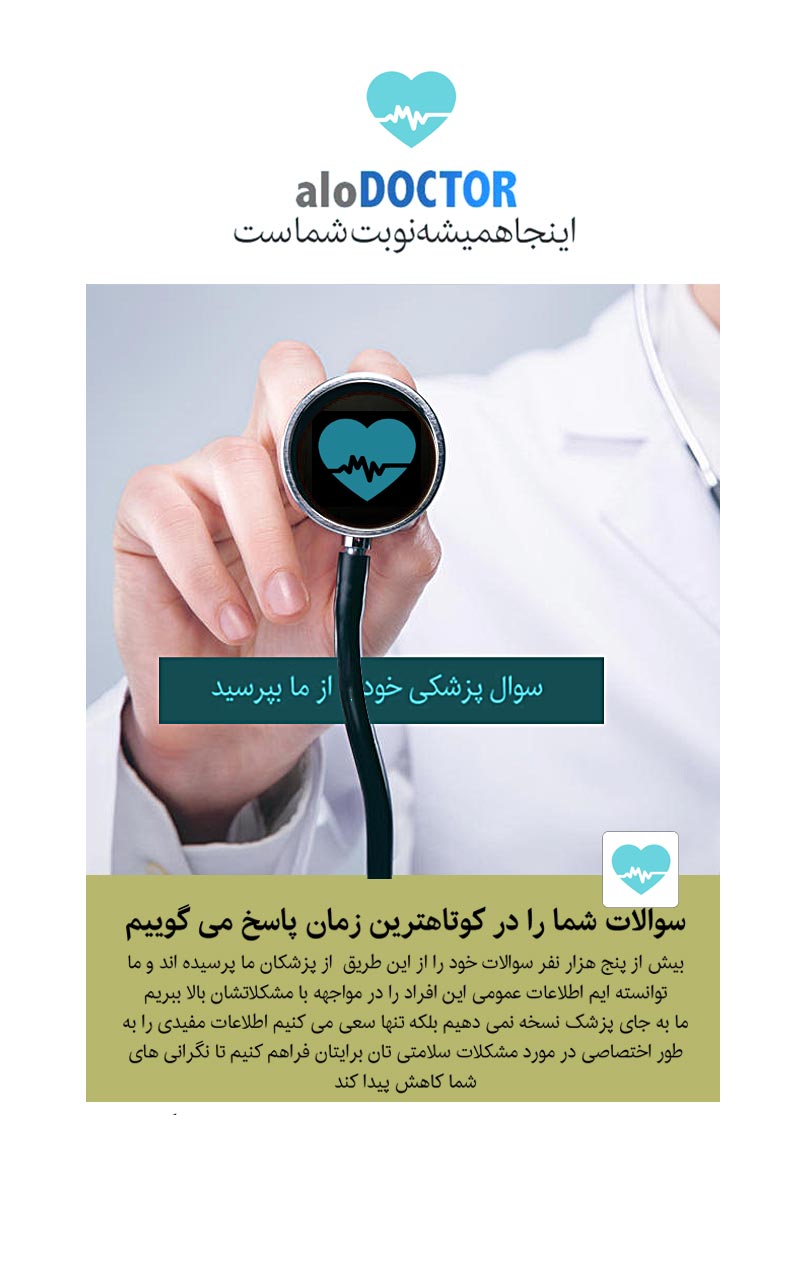 aloDOCTOR
اینجا همیشه نوبت شماست
سوال پزشکی خود از ما بپرسید
سوالات شما را در کوتاهترین زمان پاسخ می گوییم
بیش از پنج هزار نفر سوالات خود را از این طریق از پزشکان ما پرسیده اند و ما
توانسته ایم اطلاعات عمومی این افراد را در مواجهه با مشکلاتشان بالا ببریم
ما به جای پزشک نسخه نمی دهیم بلکه تنها سعی می کنیم اطلاعات مفیدی را به
طور اختصاصی در مورد مشکلات سلامتی تان برایتان فراهم کنیم تا نگرانی های
شما کاهش پیدا کند